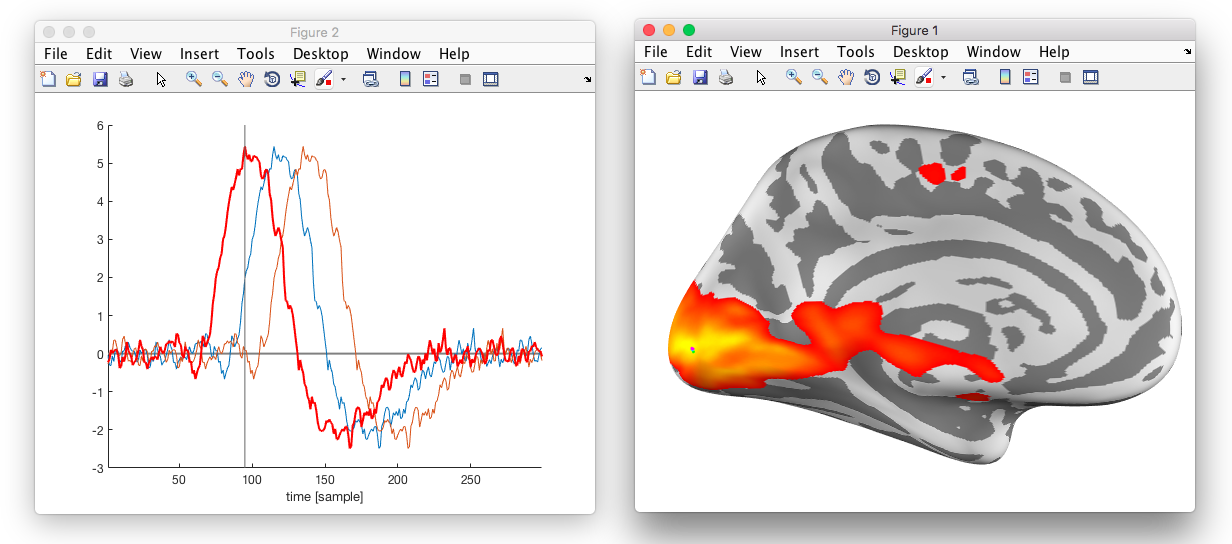 Figure 2
File Edit View Insert Tools Desktop Window Help
6
5
4
3
2
1
0
-1
-2
-3
50 100 150 200 250
time [sample]
Figure 1
File Edit View Insert Tools Desktop Window Help